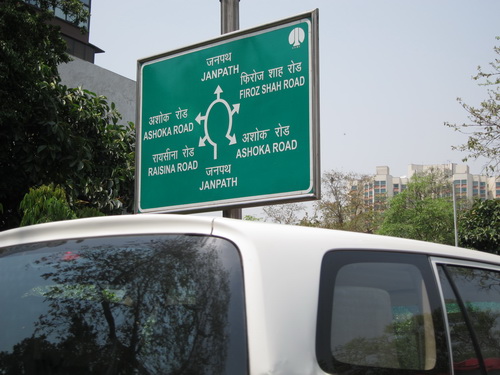 जनपथ
JANPATH
फिरोज शाह रोड
FIROZ SHAH ROAD
अशोक रोड
ASHOKA ROAD
अशोक रोड
ASHOKA ROAD
रायसीना रोड
RAISINA ROAD
जनपथ
JANPATH